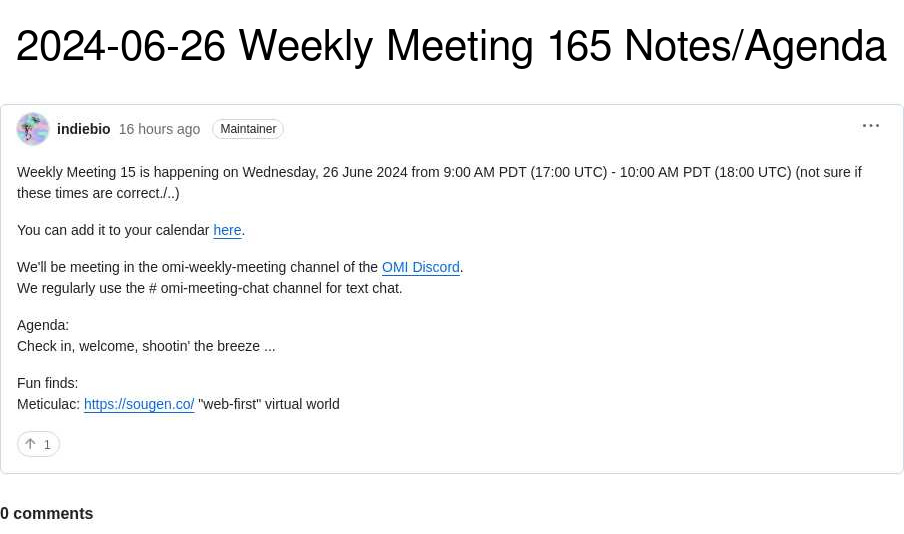 2024-06-26 Weekly Meeting 165 Notes/Agenda
indiebio 16 hours ago Maintainer
Weekly Meeting 15 is happening on Wednesday, 26 June 2024 from 9:00 AM PDT (17:00 UTC) - 10:00 AM PDT (18:00 UTC) (not sure if
these times are correct./..)
You can add it to your calendar here.
We'll be meeting in the omi-weekly-meeting channel of the OMI Discord.
We regularly use the # omi-meeting-chat channel for text chat.
Agenda:
Check in, welcome, shootin' the breeze ...
Fun finds:
Meticulac: https://sougen.co/ "web-first" virtual world
1
0 comments